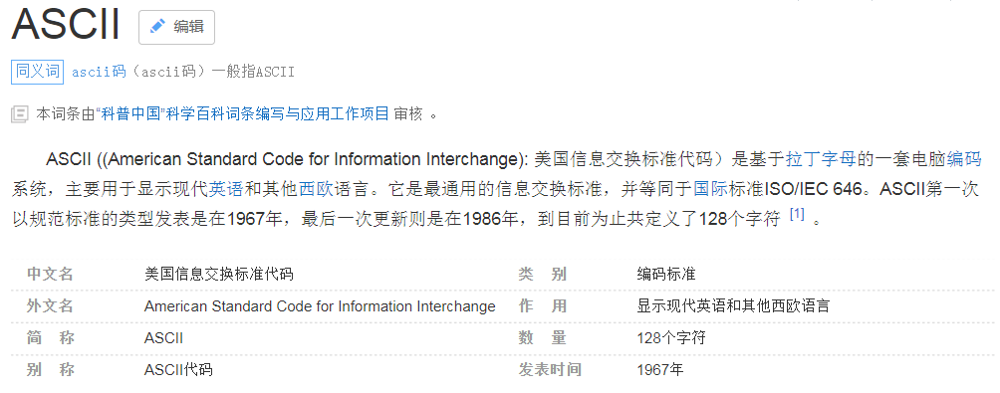 ASCII 编辑
同义词 ascii码（ascii码）一般指ASCII
本词条由“科普中国”科学百科词条编写与应用工作项目 审核 。
ASCII ((American Standard Code for Information Interchange): 美国信息交换标准代码）是基于拉丁字母的一套电脑编码
系统，主要用于显示现代英语和其他西欧语言。它是最通用的信息交换标准，并等同于国际标准ISO/IEC 646。ASCII第一次
以规范标准的类型发表是在1967年，最后一次更新则是在1986年，到目前为止共定义了128个字符 [1] 。
中文名 美国信息交换标准代码 类 别 编码标准
外文名 American Standard Code for Information Interchange 作 用 显示现代英语和其他西欧语言
简 称 ASCII 数 量 128个字符
别 称 ASCII代码 发表时间 1967年